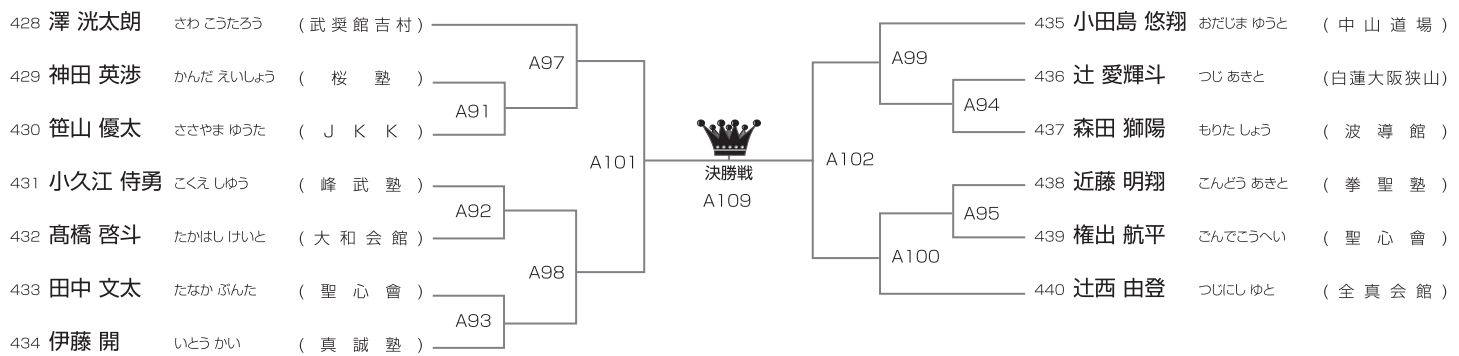 428 澤 洸太朗 さわ こうたろう (武奨館吉村)
429 神田 英渉 かんだ えいしょう (桜塾)
430 笹山 優太 ささやま ゆうた (JKK)
431 小久江 侍勇 こくえ しゆう (峰武塾)
432 髙橋 啓斗 たかはし けいと (大和会館)
433 田中 文太 たなか ぶんた (聖心會)
434 伊藤 開 いとう かい (真誠塾)
A97
A91
A101
A92
A98
A93
決勝戦
A109
A99
A94
A102
A95
A100
435 小田島 悠翔 おだじま ゆうと (中山道場)
436 辻 愛輝斗 つじ あきと (白蓮大阪狭山)
437 森田 獅陽 もりた しょう (波導館)
438 近藤 明翔 こんどう あきと (拳聖塾)
439 権出 航平 ごんでこうへい (聖心會)
440 辻西 由登 つじにし ゆと (全真会館)